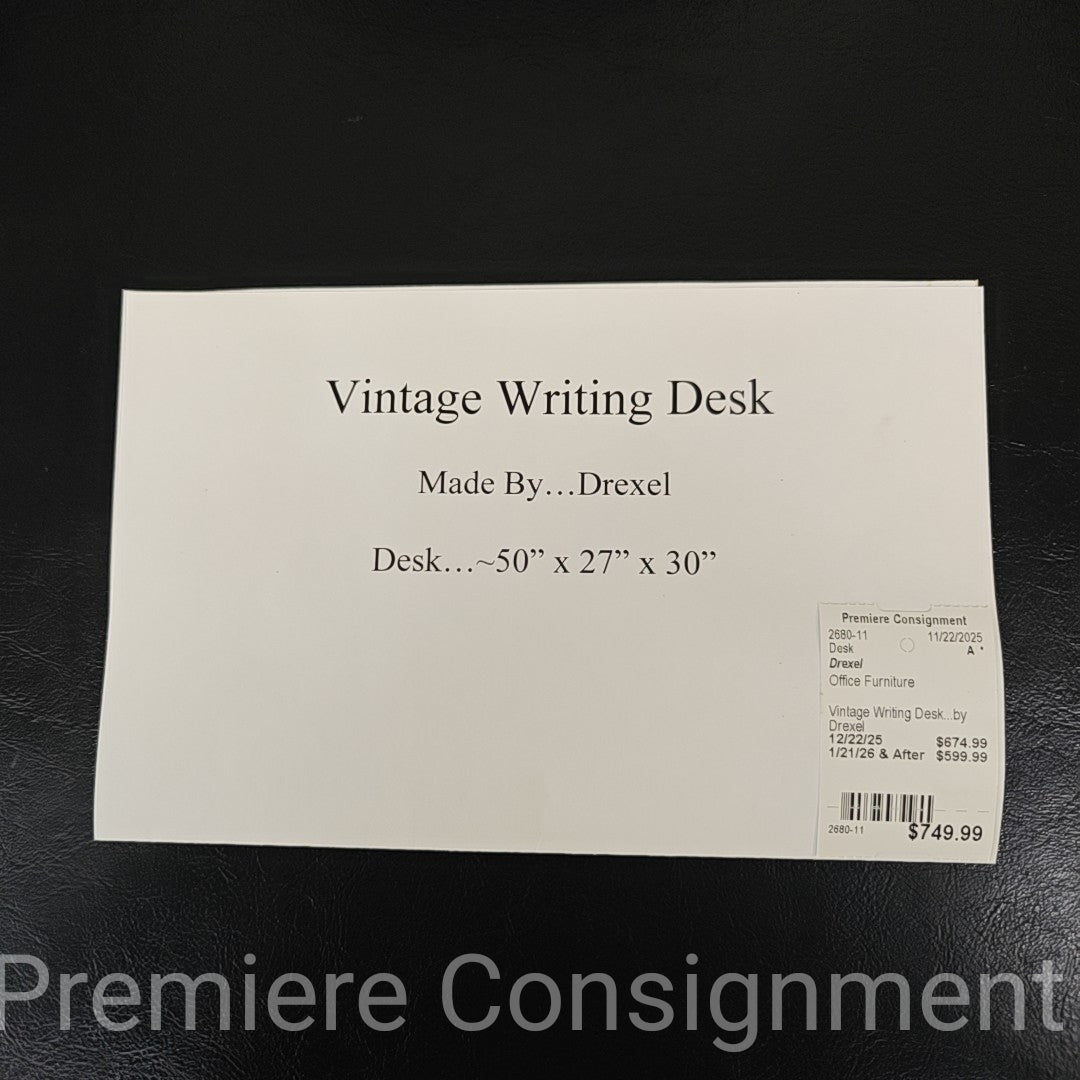 Vintage Writing Desk
Made By…Drexel
Desk…~50” x 27” x 30”
Premiere Consignment
2680-11 11/22/2025
Desk A *
Drexel
Office Furniture
Vintage Writing Desk...by
Drexel
12/22/25 $674.99
1/21/26 & After $599.99
2680-11 $749.99
Premiere Consignment